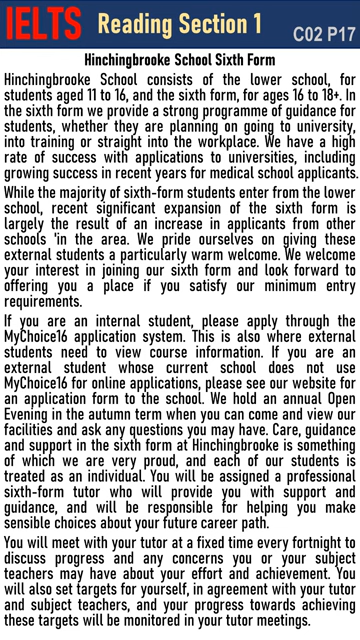 IELTS Reading Section 1 C02 P17
Hinchingbrooke School Sixth Form
Hinchingbrooke School consists of the lower school, for
students aged 11 to 16, and the sixth form, for ages 16 to 18+. In
the sixth form we provide a strong programme of guidance for
students, whether they are planning on going to university,
into training or straight into the workplace. We have a high
rate of success with applications to universities, including
growing success in recent years for medical school applicants.
While the majority of sixth-form students enter from the lower
school, recent significant expansion of the sixth form is
largely the result of an increase in applicants from other
schools 'in the area. We pride ourselves on giving these
external students a particularly warm welcome. We welcome
your interest in joining our sixth form and look forward to
offering you a place if you satisfy our minimum entry
requirements.
If you are an internal student, please apply through the
MyChoice16 application system. This is also where external
students need to view course information. If you are an
external student whose current school does not use
MyChoice16 for online applications, please see our website for
an application form to the school. We hold an annual Open
Evening in the autumn term when you can come and view our
facilities and ask any questions you may have. Care, guidance
and support in the sixth form at Hinchingbrooke is something
of which we are very proud, and each of our students is
treated as an individual. You will be assigned a professional
sixth-form tutor who will provide you with support and
guidance, and will be responsible for helping you make
sensible choices about your future career path.
You will meet with your tutor at a fixed time every fortnight to
discuss progress and any concerns you or your subject
teachers may have about your effort and achievement. You
will also set targets for yourself, in agreement with your tutor
and subject teachers, and your progress towards achieving
these targets will be monitored in your tutor meetings.